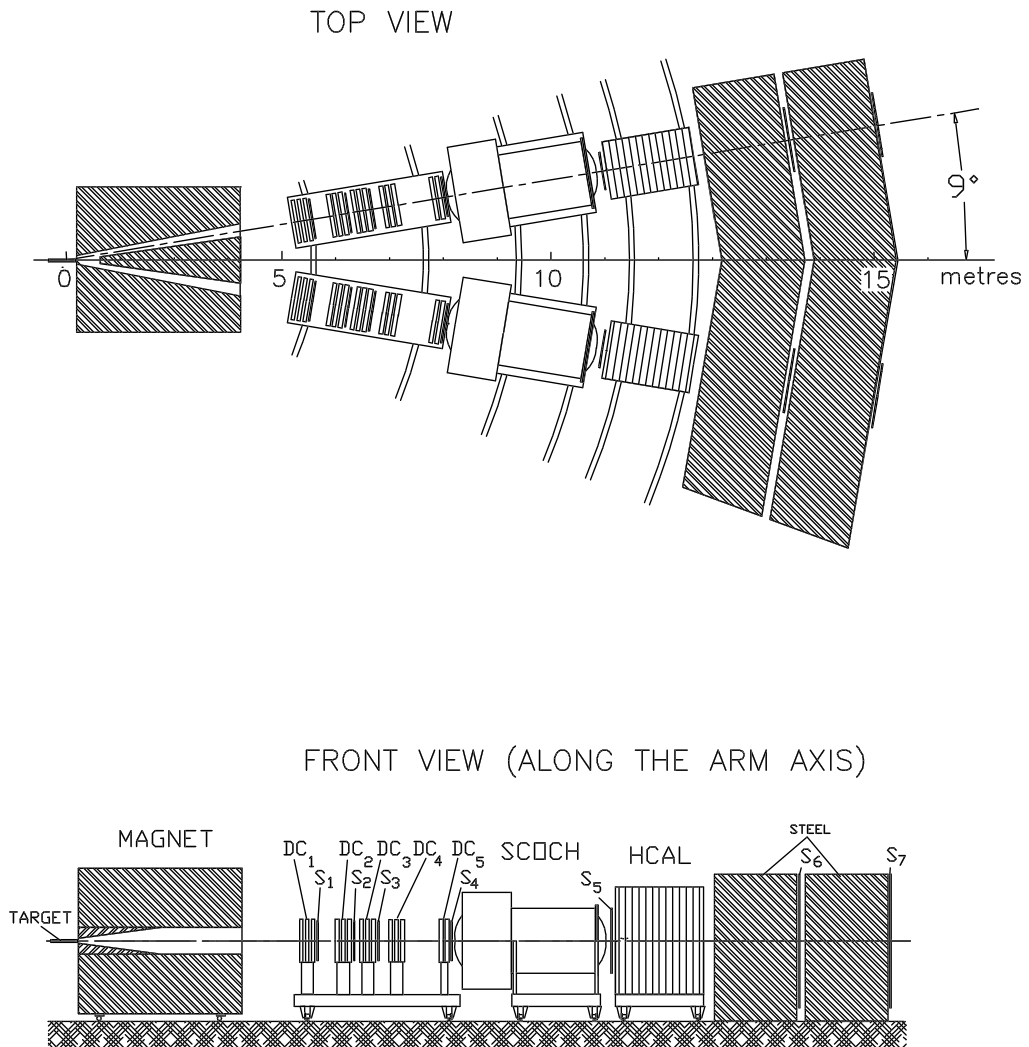 TOP VIEW
9°
0 5 10 15 metres
FRONT VIEW (ALONG THE ARM AXIS)
MAGNET
TARGET
DC₁ S₁ DC₂ S₂ DC₃ S₃ DC₄ DC₅ S₄
SCOCH
S₅
HCAL
STEEL
S₆ S₇